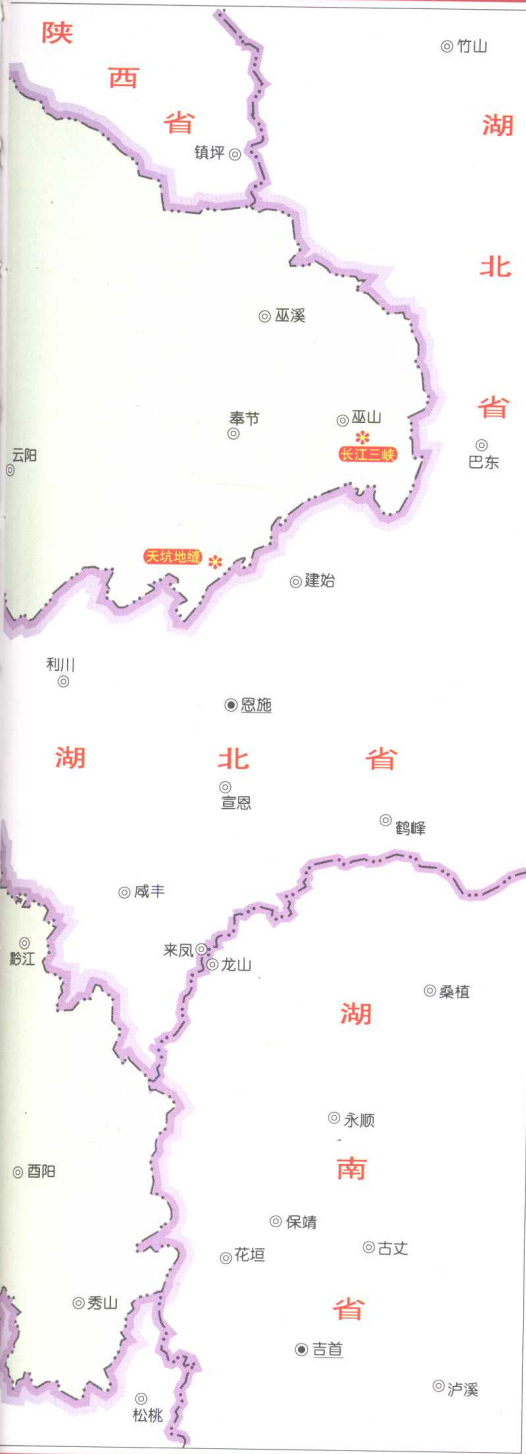 陕西省
竹山
湖北省
镇坪
巫溪
奉节
巫山
长江三峡
云阳
巴东
天坑地缝
建始
利川
恩施
湖北省
宣恩
鹤峰
咸丰
黔江
来凤
龙山
桑植
湖南省
永顺
酉阳
保靖
花垣
古丈
秀山
吉首
泸溪
松桃